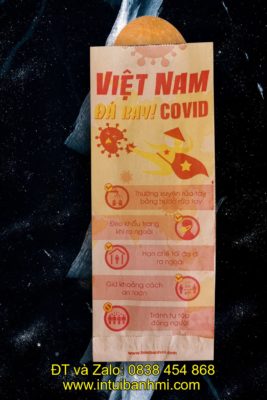 VIỆT NAM
ĐÁ BAY! COVID
Thường xuyên rửa tay
bằng nước rửa tay
Đeo khẩu trang
khi ra ngoài
Hạn chế tối đa đi
ra ngoài
Giữ khoảng cách
an toàn
Tránh tụ tập
đông người
ĐT và Zalo: 0838 454 868
www.intuibanhmi.com